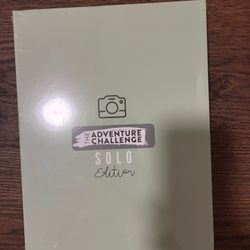 THE ADVENTURE
CHALLENGE
SOLO
Edition